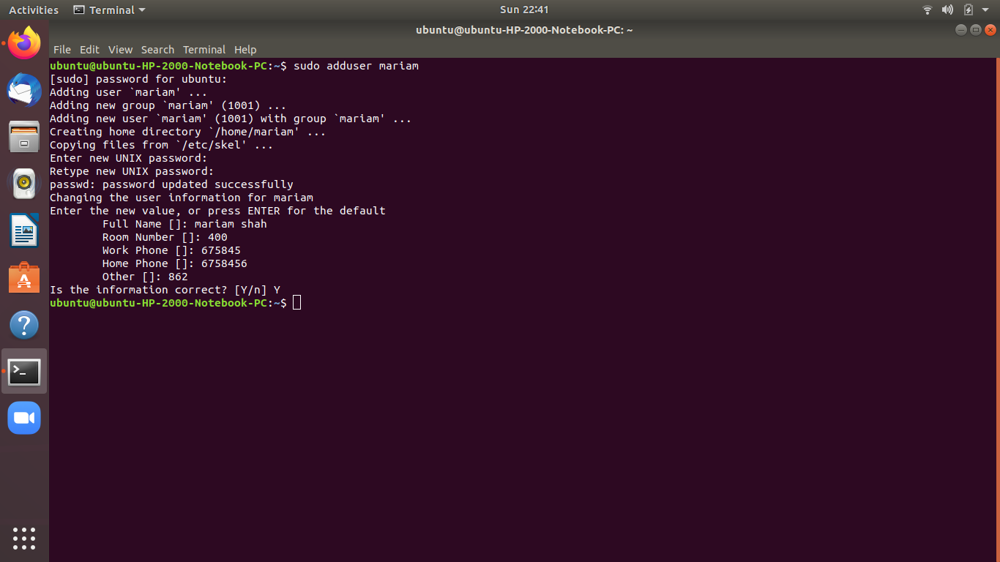 Activities Terminal Sun 22:41
ubuntu@ubuntu-HP-2000-Notebook-PC: ~
File Edit View Search Terminal Help
ubuntu@ubuntu-HP-2000-Notebook-PC:~$ sudo adduser mariam
[sudo] password for ubuntu:
Adding user `mariam' ...
Adding new group `mariam' (1001) ...
Adding new user `mariam' (1001) with group `mariam' ...
Creating home directory `/home/mariam' ...
Copying files from `/etc/skel' ...
Enter new UNIX password:
Retype new UNIX password:
passwd: password updated successfully
Changing the user information for mariam
Enter the new value, or press ENTER for the default
Full Name []: mariam shah
Room Number []: 400
Work Phone []: 675845
Home Phone []: 6758456
Other []: 862
Is the information correct? [Y/n] Y
ubuntu@ubuntu-HP-2000-Notebook-PC:~$